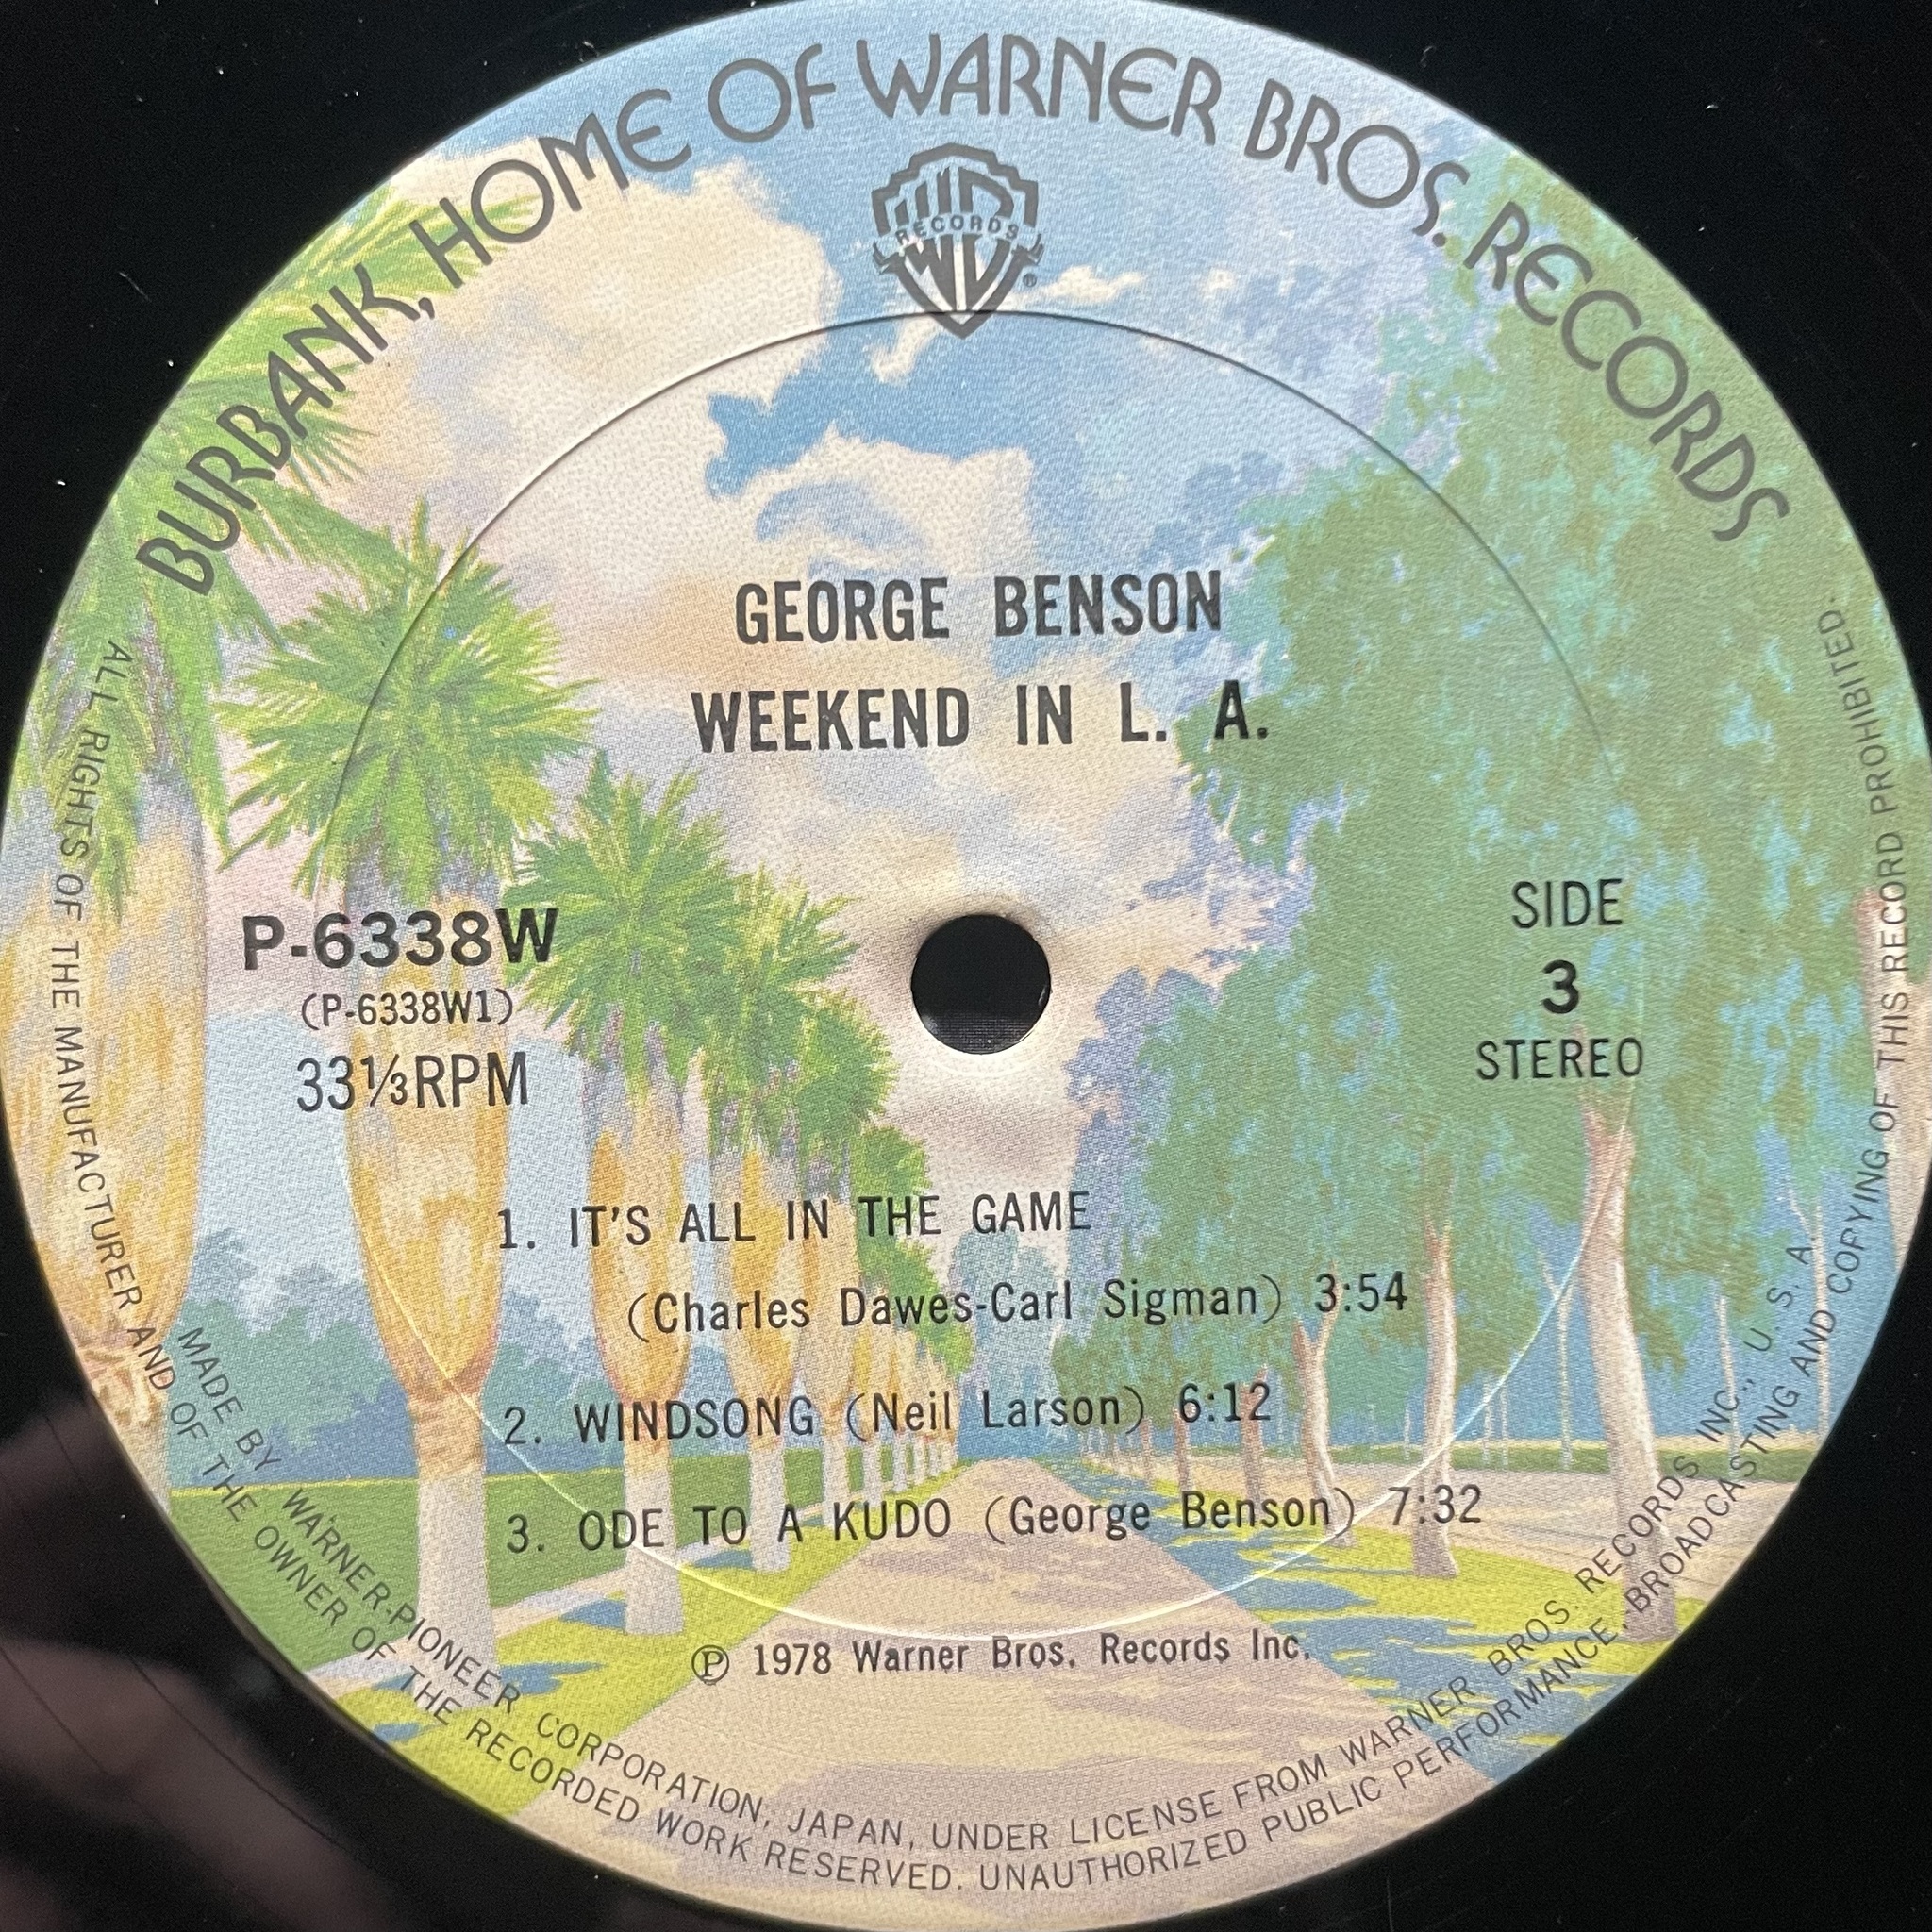 BURBANK, HOME OF WARNER BROS. RECORDS
RECORDS
®
GEORGE BENSON
WEEKEND IN L. A.
P-6338W
(P-6338W1)
33⅓RPM
SIDE
3
STEREO
1. IT'S ALL IN THE GAME
(Charles Dawes-Carl Sigman) 3:54
2. WINDSONG (Neil Larson) 6:12
3. ODE TO A KUDO (George Benson) 7:32
Ⓟ 1978 Warner Bros. Records Inc.
MADE BY WARNER-PIONEER CORPORATION, JAPAN, UNDER LICENSE FROM WARNER BROS. RECORDS INC., U. S. A.
ALL RIGHTS OF THE MANUFACTURER AND OF THE OWNER OF THE RECORDED WORK RESERVED. UNAUTHORIZED PUBLIC PERFORMANCE, BROADCASTING AND COPYING OF THIS RECORD PROHIBITED.